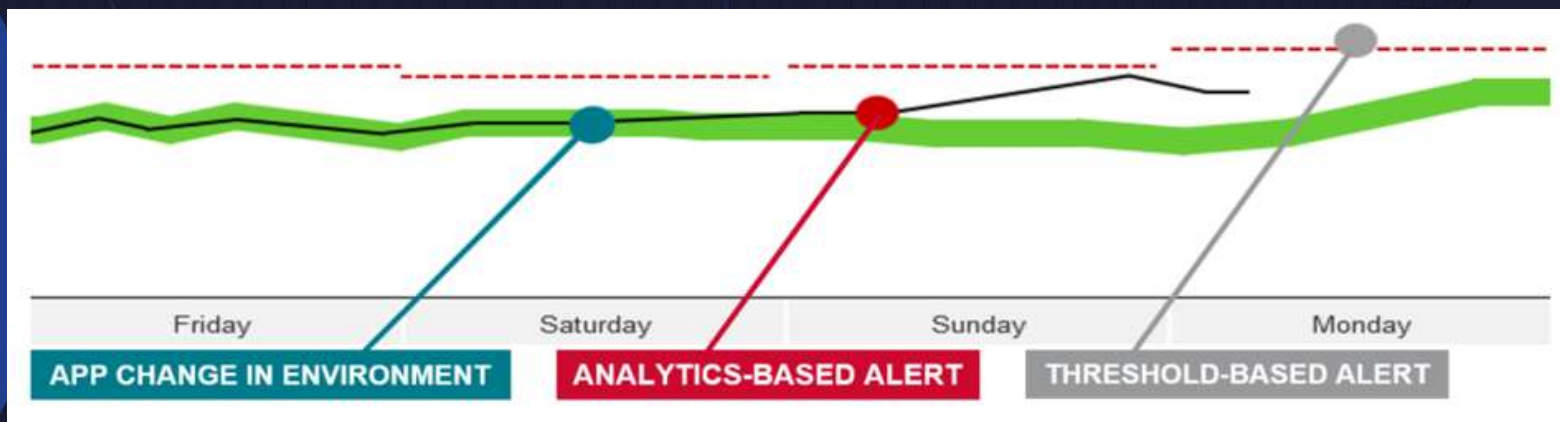 Friday
Saturday
Sunday
Monday
APP CHANGE IN ENVIRONMENT
ANALYTICS-BASED ALERT
THRESHOLD-BASED ALERT